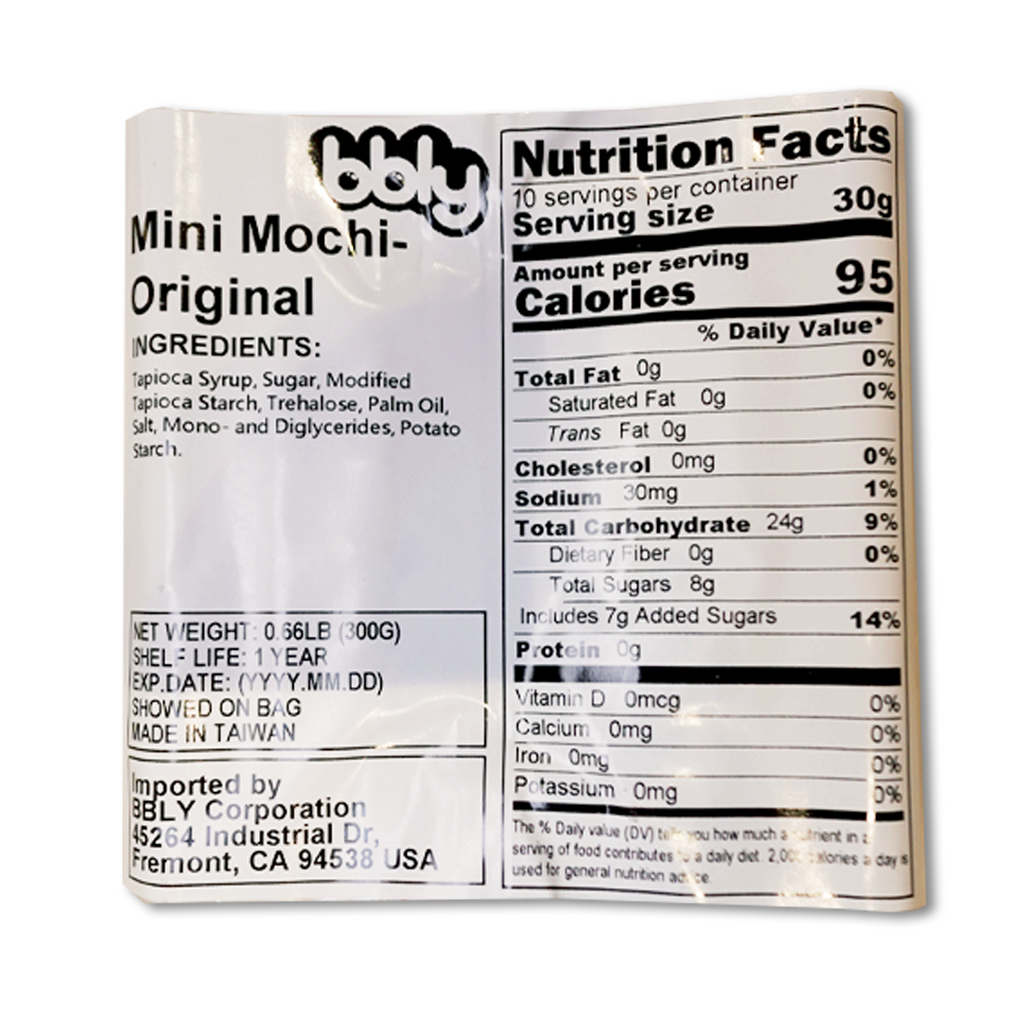 bbly
Mini Mochi-
Original
INGREDIENTS:
Tapioca Syrup, Sugar, Modified
Tapioca Starch, Trehalose, Palm Oil,
Salt, Mono- and Diglycerides, Potato
Starch.
NET WEIGHT: 0.66LB (300G)
SHELF LIFE: 1 YEAR
EXP.DATE: (YYYY.MM.DD)
SHOWED ON BAG
MADE IN TAIWAN
Imported by
BBLY Corporation
45264 Industrial Dr,
Fremont, CA 94538 USA
Nutrition Facts
10 servings per container
Serving size 30g
Amount per serving
Calories 95
% Daily Value*
Total Fat 0g 0%
Saturated Fat 0g 0%
Trans Fat 0g
Cholesterol 0mg 0%
Sodium 30mg 1%
Total Carbohydrate 24g 9%
Dietary Fiber 0g 0%
Total Sugars 8g
Includes 7g Added Sugars 14%
Protein 0g
Vitamin D 0mcg 0%
Calcium 0mg 0%
Iron 0mg 0%
Potassium 0mg 0%
The % Daily value (DV) tells you how much a nutrient in a
serving of food contributes to a daily diet. 2,000 calories a day is
used for general nutrition advice.